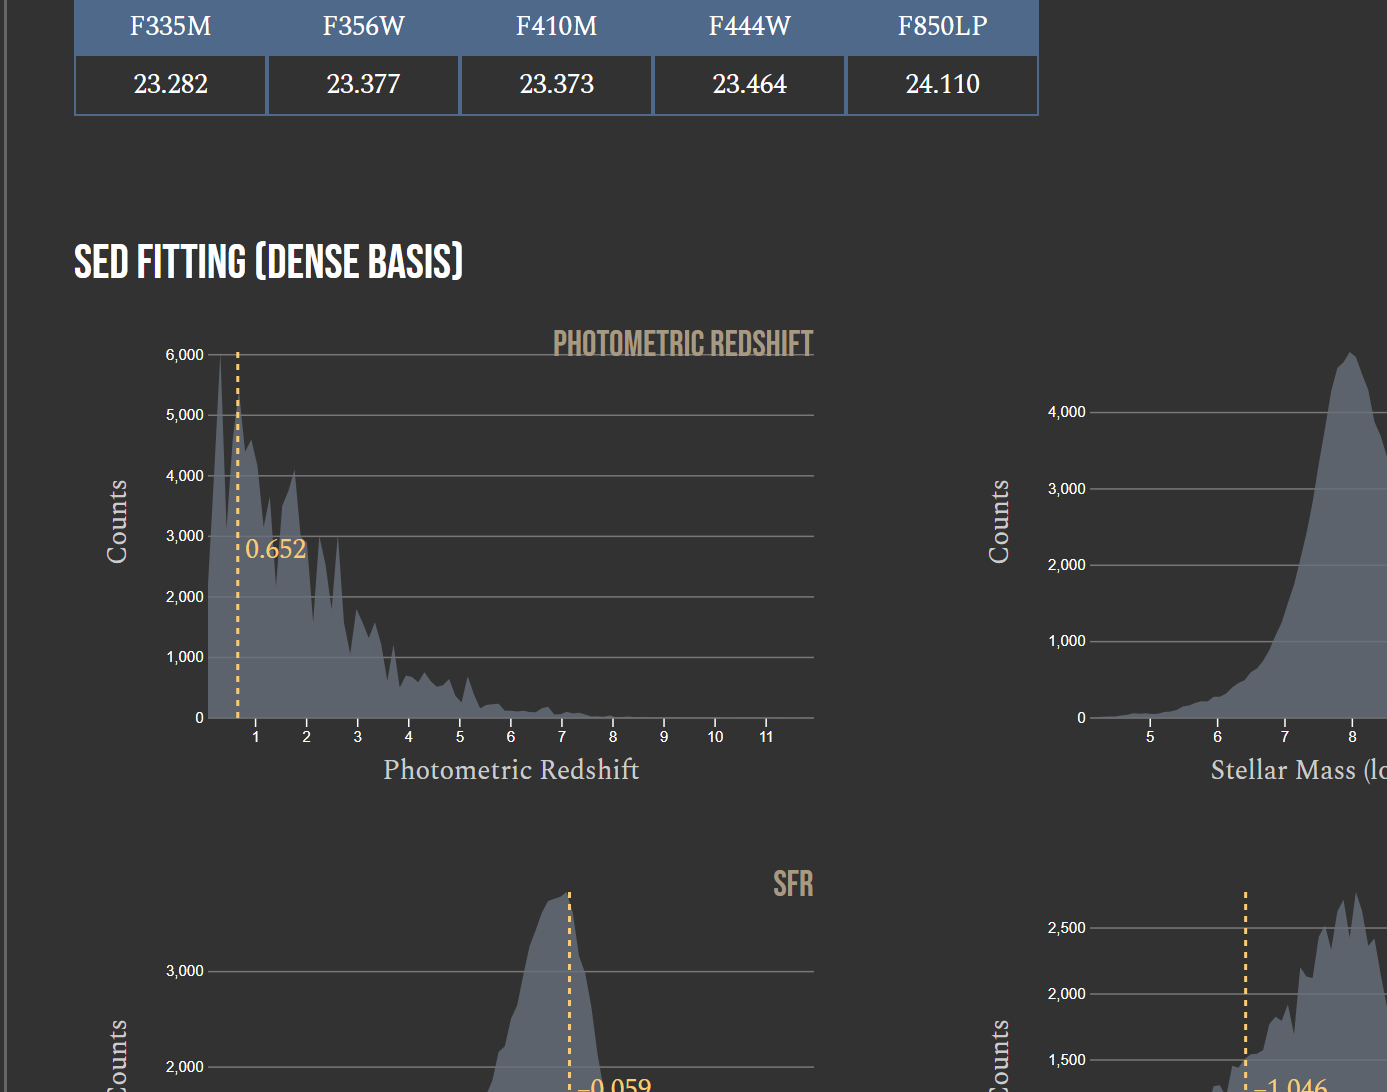 F335M F356W F410M F444W F850LP
23.282 23.377 23.373 23.464 24.110
SED FITTING (DENSE BASIS)
PHOTOMETRIC REDSHIFT
6,000
5,000
4,000
3,000
2,000
1,000
0
Counts
0.652
1 2 3 4 5 6 7 8 9 10 11
Photometric Redshift
4,000
3,000
2,000
1,000
0
Counts
5 6 7 8
Stellar Mass (lo
SFR
3,000
2,000
Counts
−0.059
2,500
2,000
1,500
Counts
−1.046